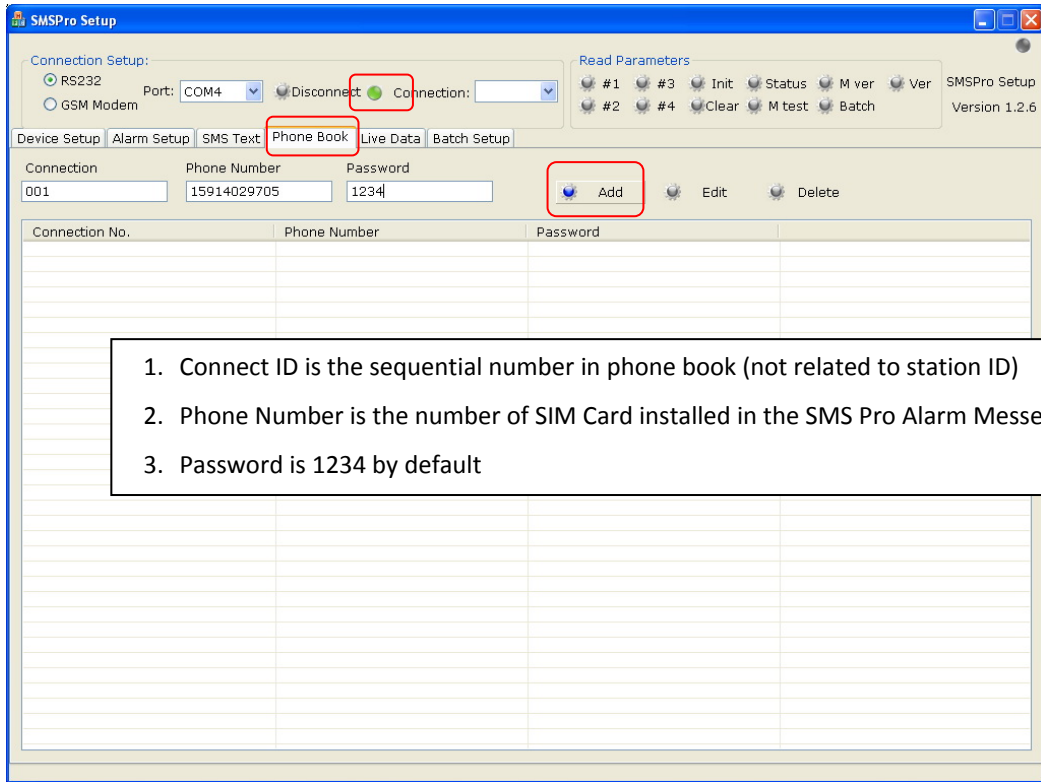 SMSPro Setup
Connection Setup:
RS232
GSM Modem
Port: COM4
Disconnect
Connection:
Read Parameters
#1 #3 Init Status M ver Ver
#2 #4 Clear M test Batch
SMSPro Setup
Version 1.2.6
Device Setup Alarm Setup SMS Text Phone Book Live Data Batch Setup
Connection Phone Number Password
001 15914029705 1234
Add Edit Delete
Connection No. Phone Number Password
1. Connect ID is the sequential number in phone book (not related to station ID)
2. Phone Number is the number of SIM Card installed in the SMS Pro Alarm Messe
3. Password is 1234 by default